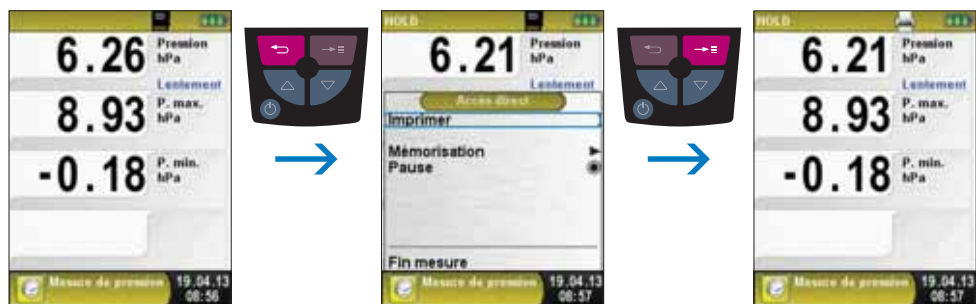 6.26 Pression
hPa
Lentement
8.93 P. max.
hPa
-0.18 P. min.
hPa
Mesure de pression 19.04.13
08:56
HOLD
6.21 Pression
hPa
Lentement
Accès direct
Imprimer
Mémorisation
Pause
Fin mesure
Mesure de pression 19.04.13
08:57
HOLD
6.21 Pression
hPa
Lentement
8.93 P. max.
hPa
-0.18 P. min.
hPa
Mesure de pression 19.04.13
08:57